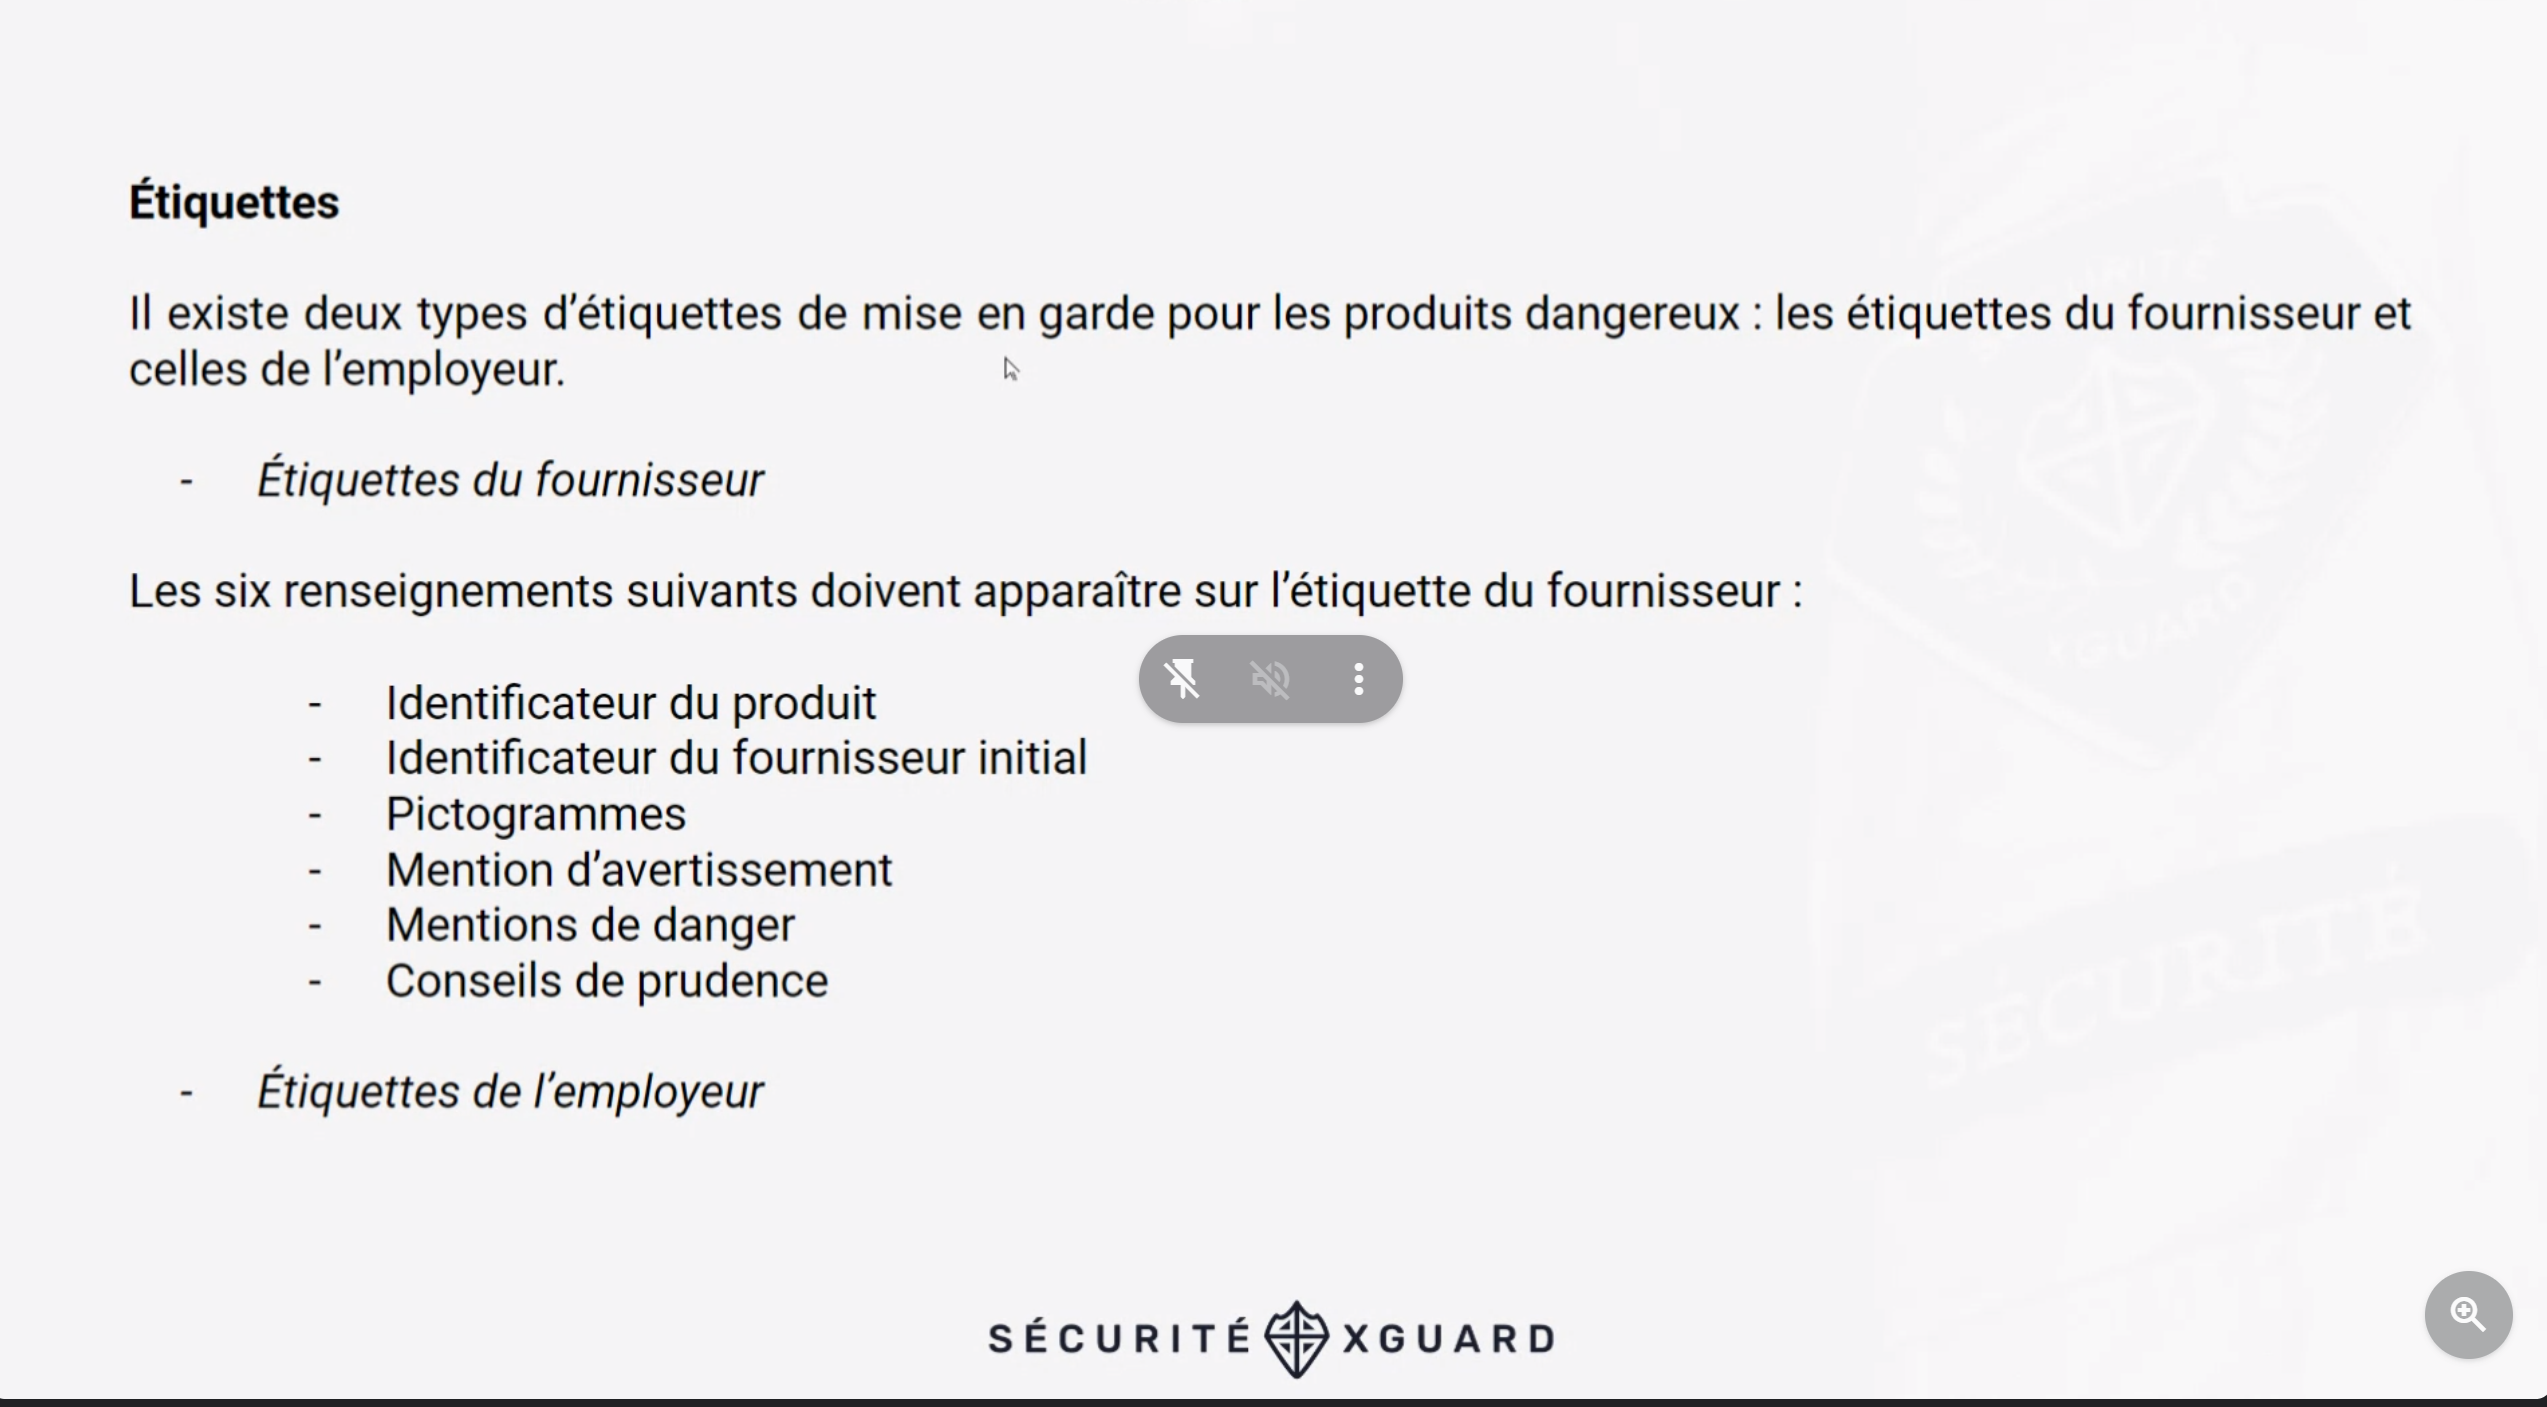 Étiquettes
Il existe deux types d’étiquettes de mise en garde pour les produits dangereux : les étiquettes du fournisseur et
celles de l’employeur.
- Étiquettes du fournisseur
Les six renseignements suivants doivent apparaître sur l’étiquette du fournisseur :
- Identificateur du produit
- Identificateur du fournisseur initial
- Pictogrammes
- Mention d’avertissement
- Mentions de danger
- Conseils de prudence
- Étiquettes de l’employeur
SÉCURITÉ
SÉCURITÉ XGUARD